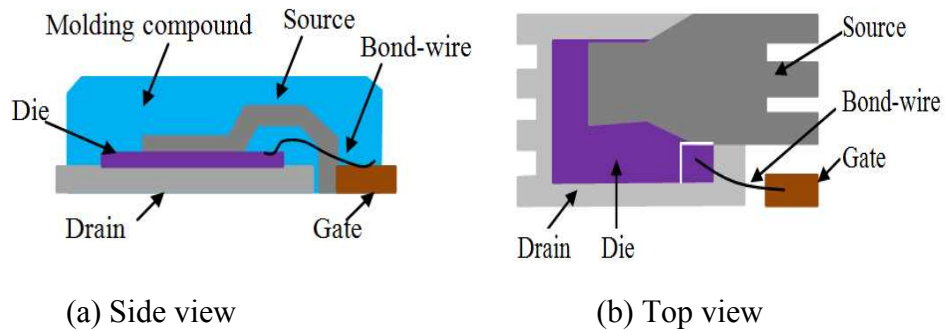 Molding compound
Source
Bond-wire
Die
Drain
Gate
(a) Side view
Source
Bond-wire
Gate
Drain
Die
(b) Top view